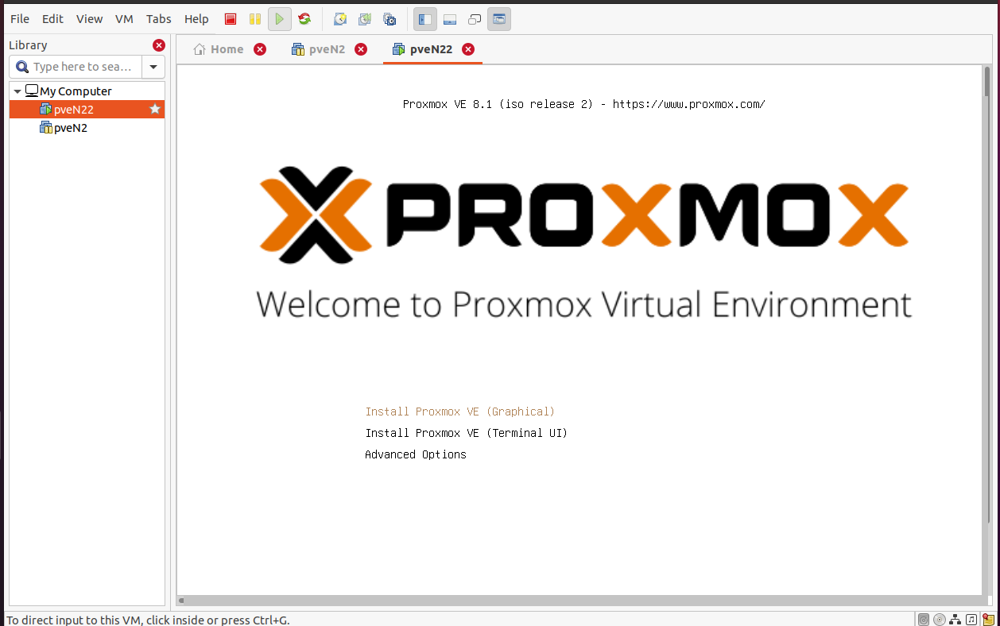 File Edit View VM Tabs Help
Library
Type here to sea...
My Computer
pveN22
pveN2
Home pveN2 pveN22
Proxmox VE 8.1 (iso release 2) - https://www.proxmox.com/
PROXMOX
Welcome to Proxmox Virtual Environment
Install Proxmox VE (Graphical)
Install Proxmox VE (Terminal UI)
Advanced Options
To direct input to this VM, click inside or press Ctrl+G.